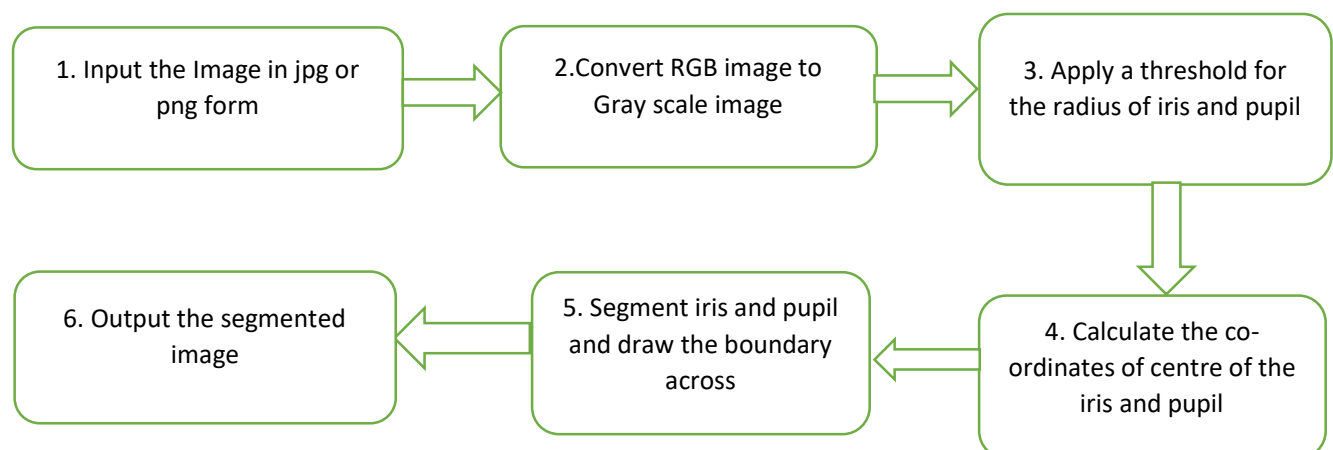 1. Input the Image in jpg or
png form
2.Convert RGB image to
Gray scale image
3. Apply a threshold for
the radius of iris and pupil
4. Calculate the co-
ordinates of centre of the
iris and pupil
5. Segment iris and pupil
and draw the boundary
across
6. Output the segmented
image